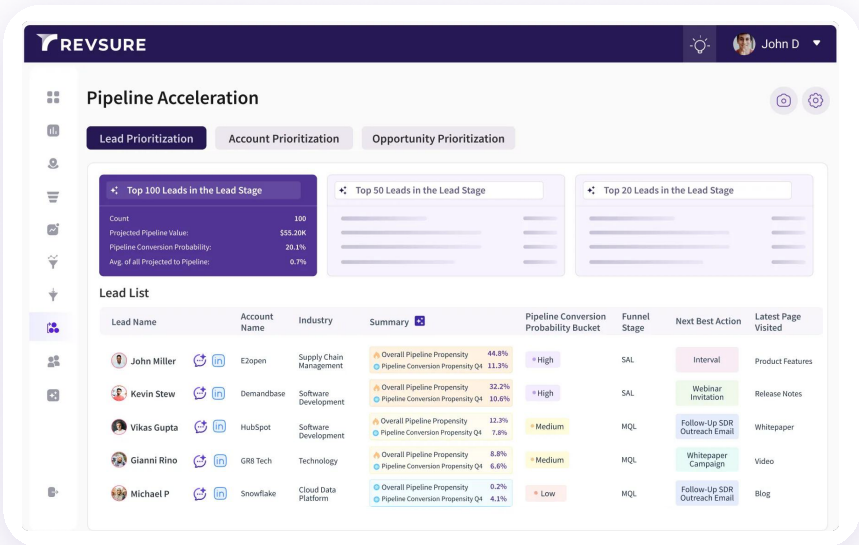 REVSURE
John D
Pipeline Acceleration
Lead Prioritization
Account Prioritization
Opportunity Prioritization
Top 100 Leads in the Lead Stage
Count 100
Projected Pipeline Value: $55.20K
Pipeline Conversion Probability: 20.1%
Avg. of all Projected to Pipeline: 0.7%
Top 50 Leads in the Lead Stage
Top 20 Leads in the Lead Stage
Lead List
Lead Name
Account
Name
Industry
Summary
Pipeline Conversion
Probability Bucket
Funnel
Stage
Next Best Action
Latest Page
Visited
John Miller
in
E2open
Supply Chain
Management
Overall Pipeline Propensity 44.8%
Pipeline Conversion Propensity Q4 11.3%
High
SAL
Interval
Product Features
Kevin Stew
in
Demandbase
Software
Development
Overall Pipeline Propensity 32.2%
Pipeline Conversion Propensity Q4 10.6%
High
SAL
Webinar
Invitation
Release Notes
Vikas Gupta
in
HubSpot
Software
Development
Overall Pipeline Propensity 12.3%
Pipeline Conversion Propensity Q4 7.8%
Medium
MQL
Follow-Up SDR
Outreach Email
Whitepaper
Gianni Rino
in
GR8 Tech
Technology
Overall Pipeline Propensity 8.8%
Pipeline Conversion Propensity Q4 6.6%
Medium
MQL
Whitepaper
Campaign
Video
Michael P
in
Snowflake
Cloud Data
Platform
Overall Pipeline Propensity 0.2%
Pipeline Conversion Propensity Q4 4.1%
Low
MQL
Follow-Up SDR
Outreach Email
Blog